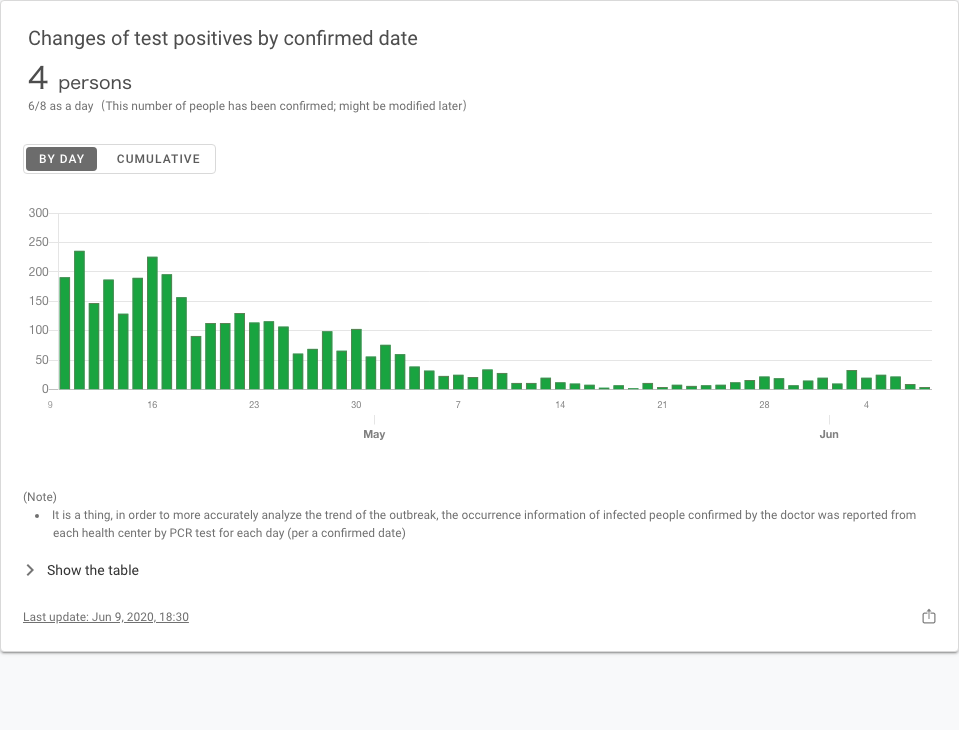 Changes of test positives by confirmed date
4 persons
6/8 as a day（This number of people has been confirmed; might be modified later）
BY DAY CUMULATIVE
300
250
200
150
100
50
0
9 16 23 30 7 14 21 28 4
May Jun
(Note)
• It is a thing, in order to more accurately analyze the trend of the outbreak, the occurrence information of infected people confirmed by the doctor was reported from
each health center by PCR test for each day (per a confirmed date)
Show the table
Last update: Jun 9, 2020, 18:30